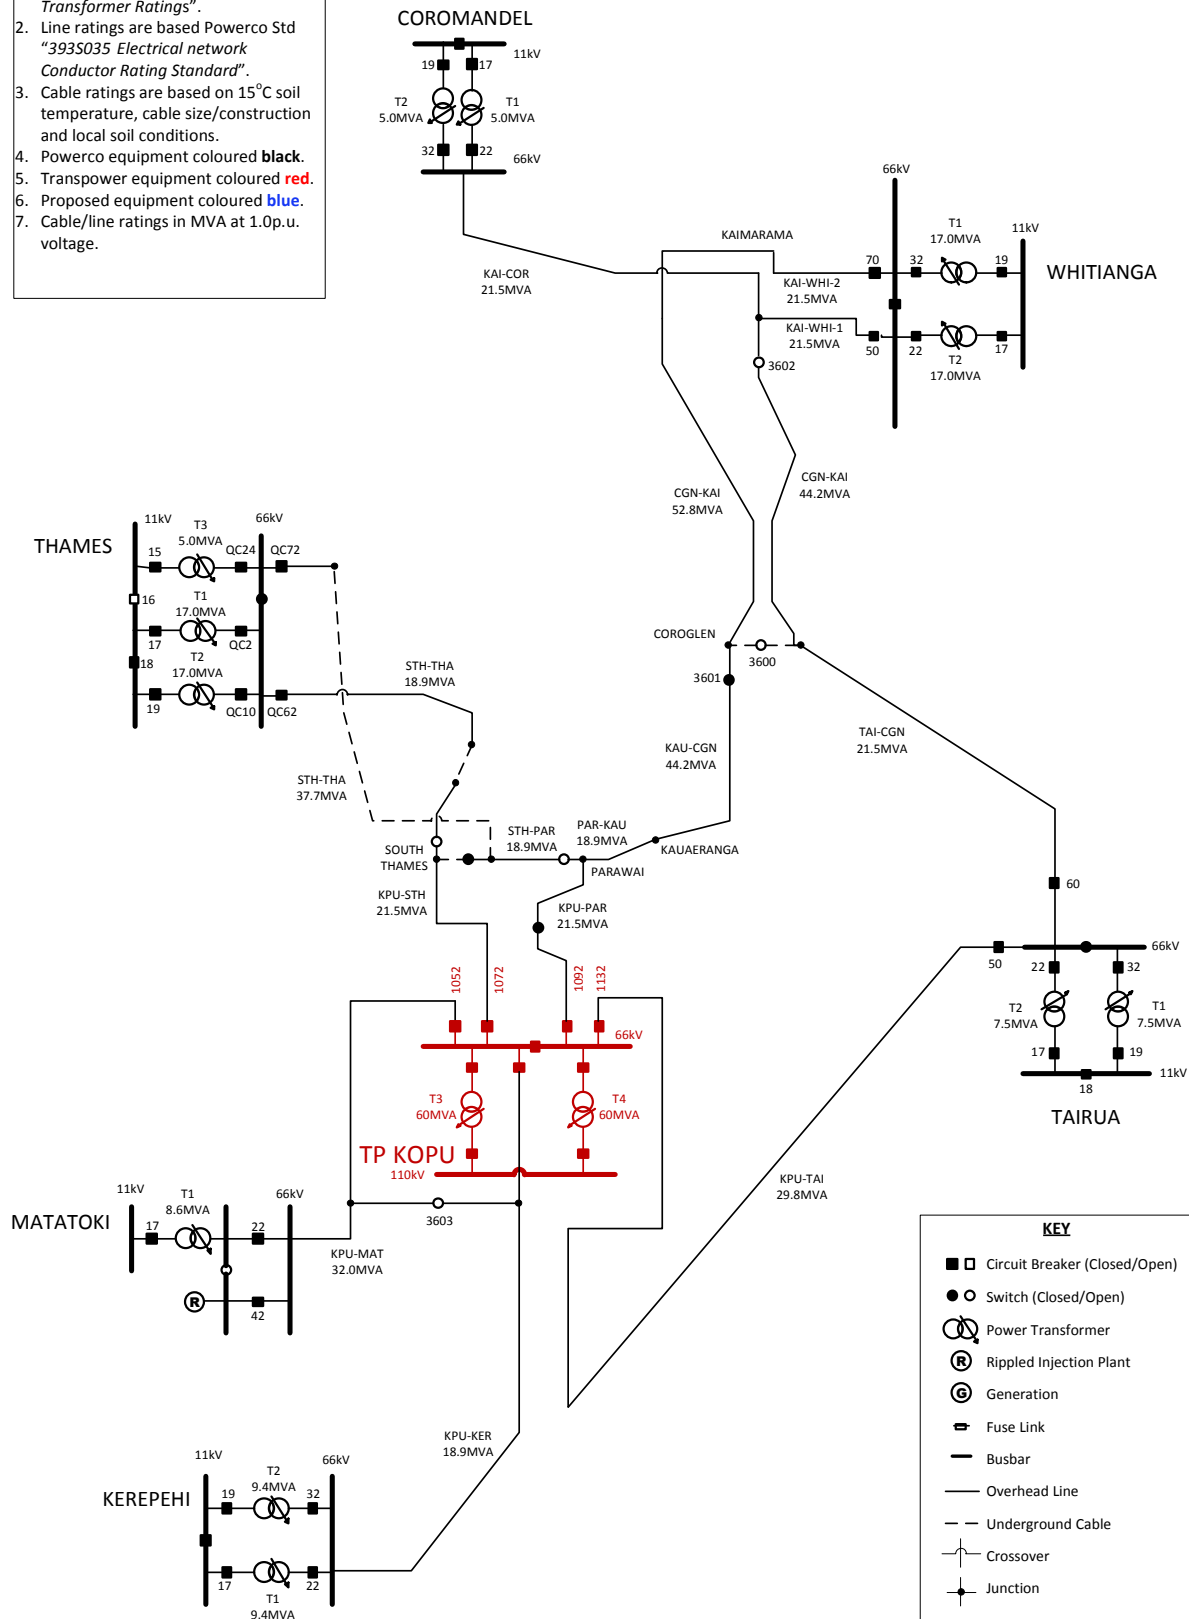 Transformer Ratings".
2. Line ratings are based Powerco Std
"393S035 Electrical network
Conductor Rating Standard".
3. Cable ratings are based on 15°C soil
temperature, cable size/construction
and local soil conditions.
4. Powerco equipment coloured black.
5. Transpower equipment coloured red.
6. Proposed equipment coloured blue.
7. Cable/line ratings in MVA at 1.0p.u.
voltage.
COROMANDEL
11kV
19
17
T2
5.0MVA
T1
5.0MVA
32
22
66kV
KAI-COR
21.5MVA
KAIMARAMA
KAI-WHI-2
21.5MVA
KAI-WHI-1
21.5MVA
3602
66kV
70
50
32
T1
17.0MVA
19
11kV
22
T2
17.0MVA
17
WHITIANGA
CGN-KAI
52.8MVA
CGN-KAI
44.2MVA
COROGLEN
3600
3601
KAU-CGN
44.2MVA
TAI-CGN
21.5MVA
THAMES
11kV
66kV
15
T3
5.0MVA
QC24
QC72
16
T1
17.0MVA
17
QC2
18
T2
17.0MVA
19
QC10
QC62
STH-THA
18.9MVA
STH-THA
37.7MVA
SOUTH
THAMES
STH-PAR
18.9MVA
PAR-KAU
18.9MVA
KAUAERANGA
PARAWAI
KPU-STH
21.5MVA
KPU-PAR
21.5MVA
1052
1072
1092
1132
66kV
T3
60MVA
T4
60MVA
TP KOPU
110kV
60
50
66kV
22
32
T2
7.5MVA
T1
7.5MVA
17
19
18
11kV
TAIRUA
KPU-TAI
29.8MVA
MATATOKI
11kV
T1
8.6MVA
17
66kV
22
R
42
KPU-MAT
32.0MVA
3603
KEREPEHI
11kV
T2
9.4MVA
66kV
19
32
17
22
T1
9.4MVA
KPU-KER
18.9MVA
KEY
Circuit Breaker (Closed/Open)
Switch (Closed/Open)
Power Transformer
R Rippled Injection Plant
G Generation
Fuse Link
Busbar
Overhead Line
Underground Cable
Crossover
Junction